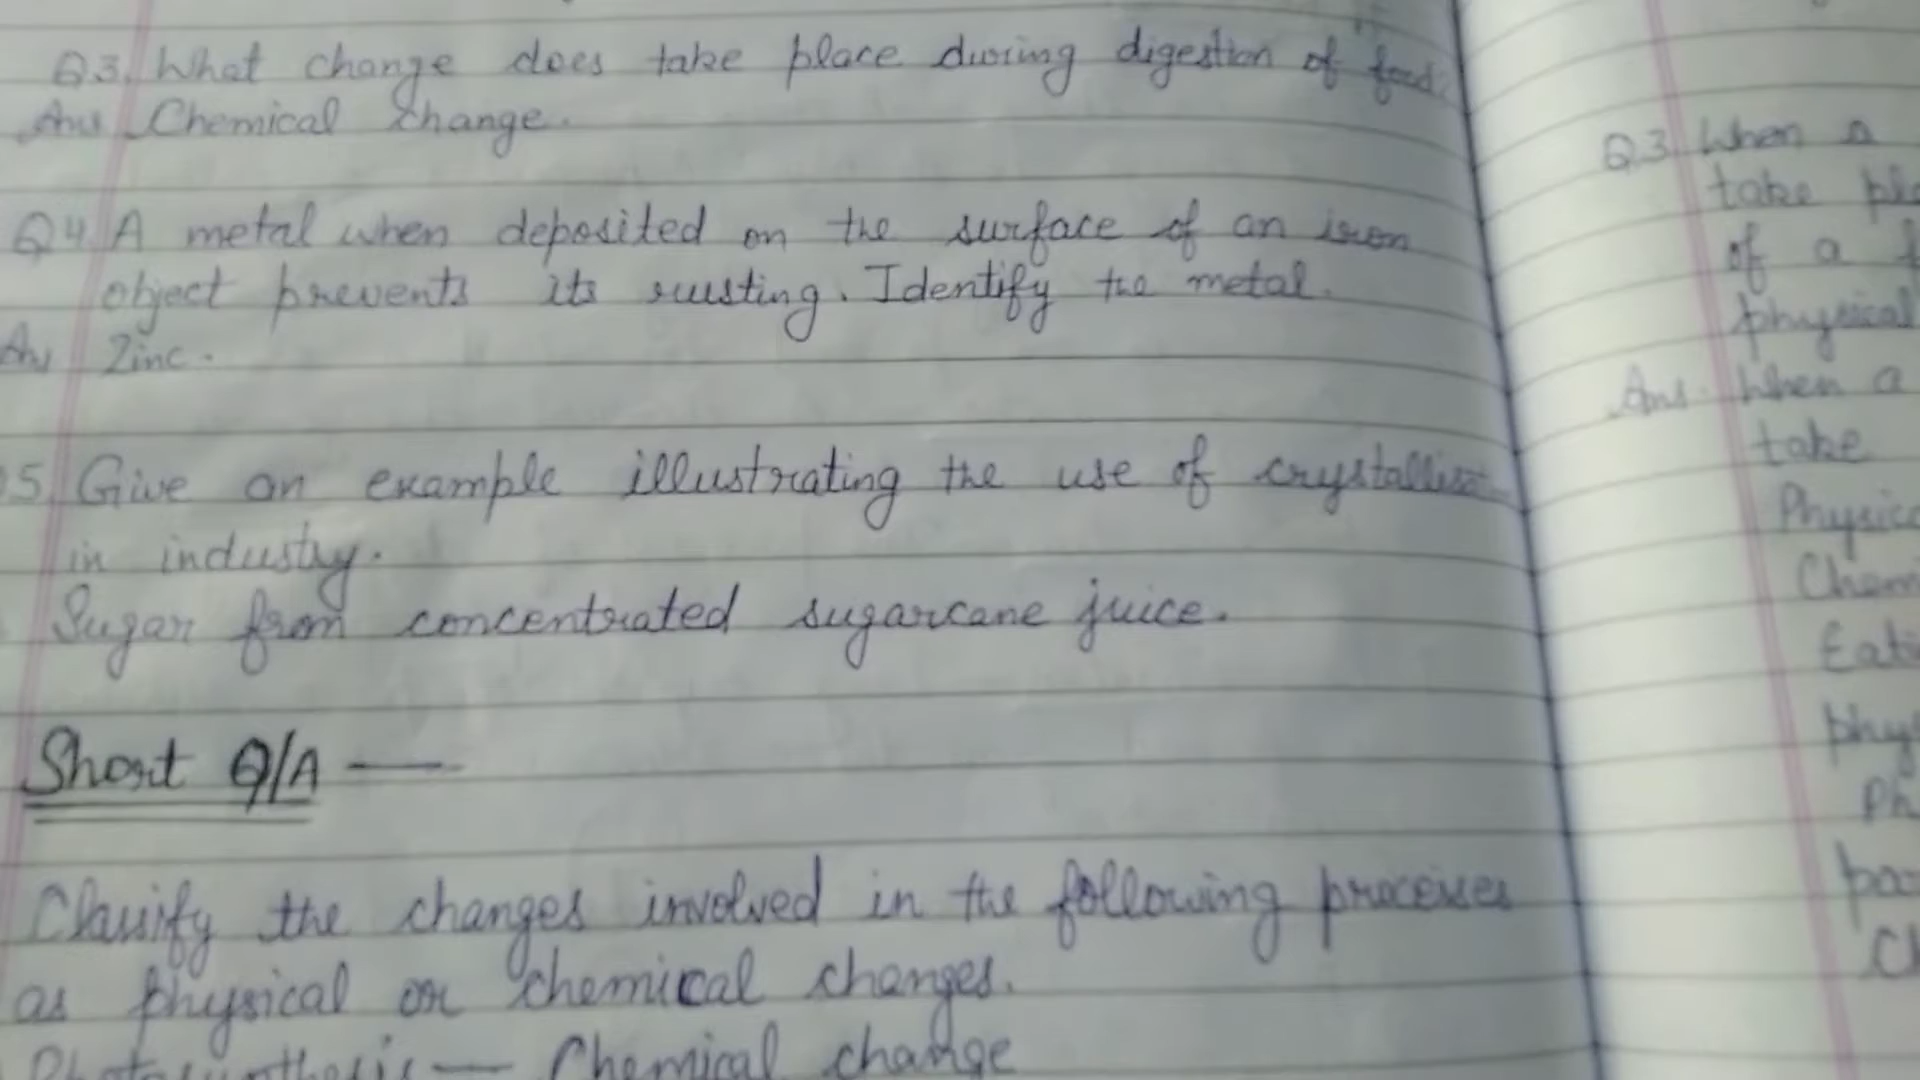 Q3. What change does take place during digestion of food.
Ans Chemical change.
Q4 A metal when deposited on the surface of an iron
object prevents its rusting. Identify the metal.
Ans Zinc.
5 Give an example illustrating the use of
in industry.
Sugar from concentrated sugarcane juice.
Short Q/A —
Classify the changes involved in the following processes
as physical or chemical changes.
Photosynthesis — Chemical change
Q3 When a
take
of a
physical
Ans. When a
take